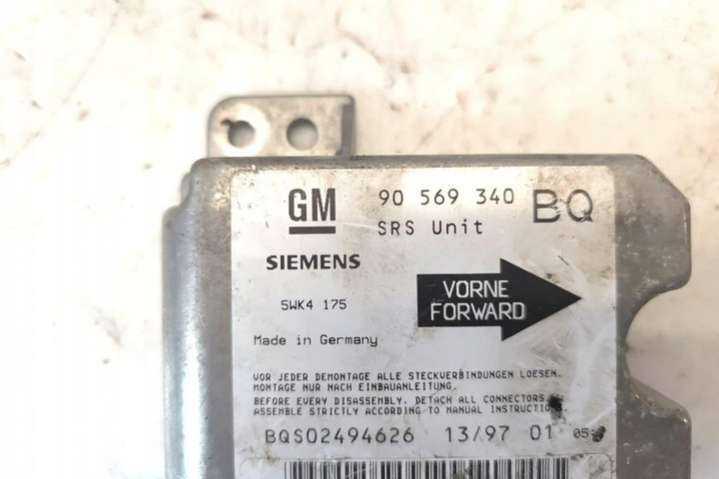 GM 90 569 340 BQ
SRS Unit
SIEMENS
5WK4 175
VORNE
FORWARD
Made in Germany
VOR JEDER DEMONTAGE ALLE STECKVERBINDUNGEN LOESEN.
MONTAGE NUR NACH EINBAUANLEITUNG.
BEFORE EVERY DISASSEMBLY. DETACH ALL CONNECTORS.
ASSEMBLE STRICTLY ACCORDING TO MANUAL
BQS02494626 13/97 01